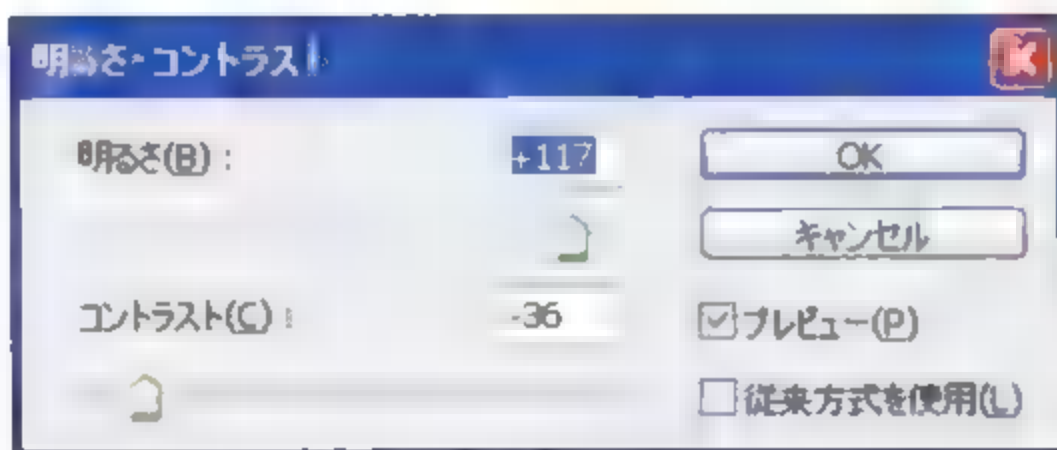 明るさ・コントラスト
明るさ(B) : +117
OK
キャンセル
コントラスト(C) : -36
プレビュー(P)
従来方式を使用(L)